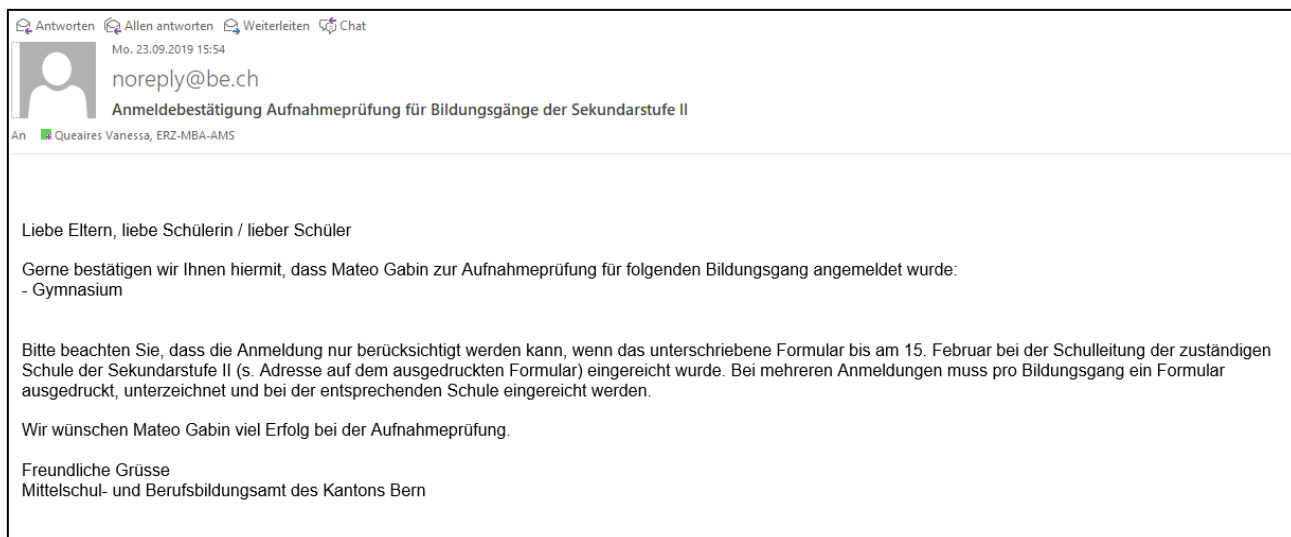 Antworten Allen antworten Weiterleiten Chat
Mo. 23.09.2019 15:54
noreply@be.ch
Anmeldebestätigung Aufnahmeprüfung für Bildungsgänge der Sekundarstufe II
An Queaires Vanessa, ERZ-MBA-AMS
Liebe Eltern, liebe Schülerin / lieber Schüler
Gerne bestätigen wir Ihnen hiermit, dass Mateo Gabin zur Aufnahmeprüfung für folgenden Bildungsgang angemeldet wurde:
- Gymnasium
Bitte beachten Sie, dass die Anmeldung nur berücksichtigt werden kann, wenn das unterschriebene Formular bis am 15. Februar bei der Schulleitung der zuständigen
Schule der Sekundarstufe II (s. Adresse auf dem ausgedruckten Formular) eingereicht wurde. Bei mehreren Anmeldungen muss pro Bildungsgang ein Formular
ausgedruckt, unterzeichnet und bei der entsprechenden Schule eingereicht werden.
Wir wünschen Mateo Gabin viel Erfolg bei der Aufnahmeprüfung.
Freundliche Grüsse
Mittelschul- und Berufsbildungsamt des Kantons Bern